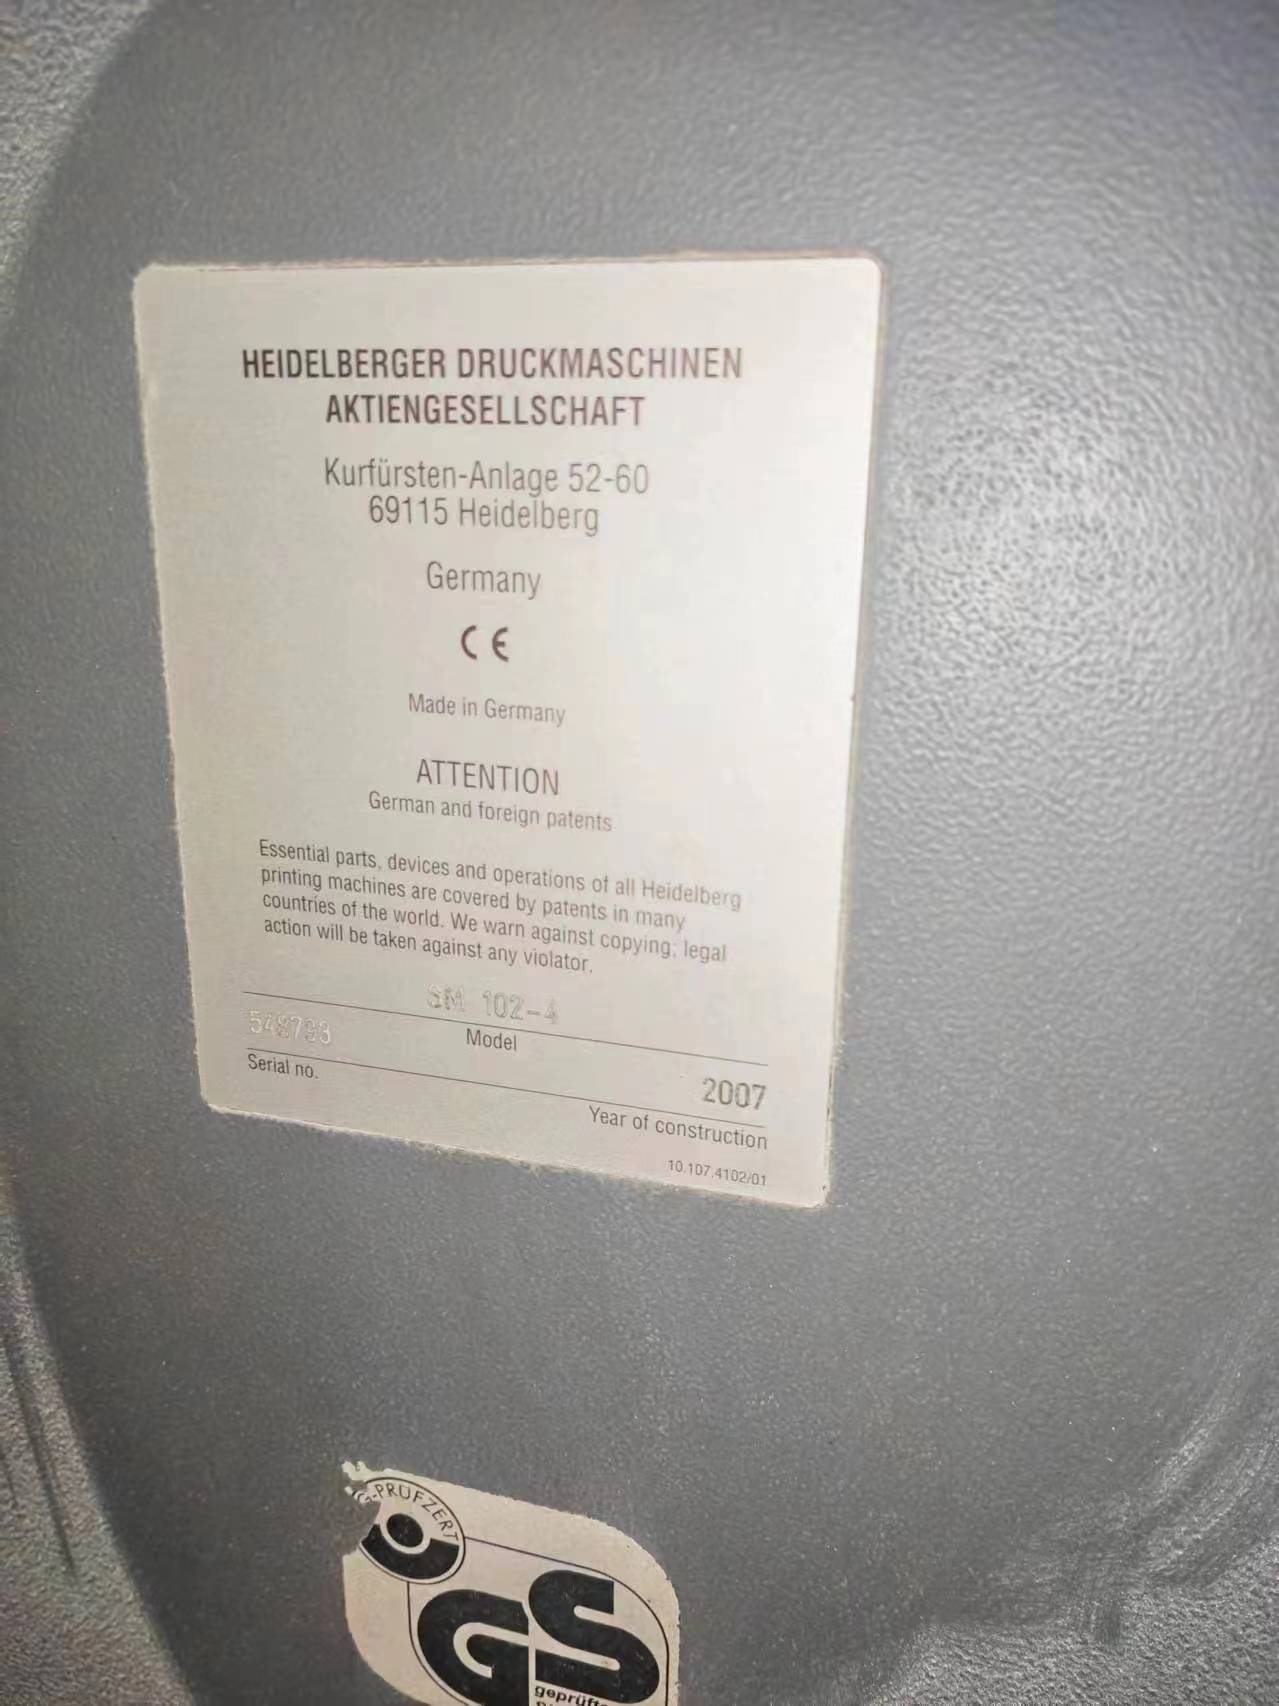 HEIDELBERGER DRUCKMASCHINEN
AKTIENGESELLSCHAFT
Kurfürsten-Anlage 52-60
69115 Heidelberg
Germany
CE
Made in Germany
ATTENTION
German and foreign patents
Essential parts, devices and operations of all Heidelberg
printing machines are covered by patents in many
countries of the world. We warn against copying; legal
action will be taken against any violator.
SM 102-4
Model
548793
Serial no.
2007
Year of construction
10.107.4102/01
G-PRÜFZERT
GS
geprüfte